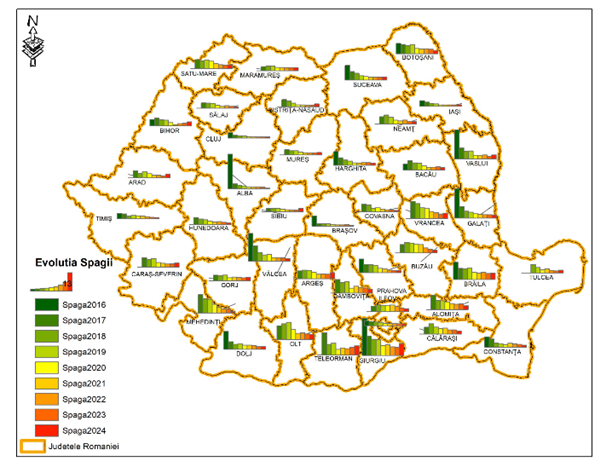 N
BOTOȘANI
SATU-MARE
MARAMUREȘ
SUCEAVA
SĂLAJ
BISTRIȚA-NĂSĂUD
IAȘI
BIHOR
NEAMȚ
CLUJ
MUREȘ
HARGHITA
BACĂU
VASLUI
ARAD
ALBA
TIMIȘ
HUNEDOARA
SIBIU
BRAȘOV
COVASNA
VRANCEA
GALAȚI
Evolutia Spagii
13
CARAȘ-SEVERIN
GORJ
VÂLCEA
ARGEȘ
BUZĂU
BRĂILA
TULCEA
DÂMBOVIȚA
PRAHOVA
ILFOV
IALOMIȚA
MEHEDINȚI
CĂLĂRAȘI
DOLJ
OLT
TELEORMAN
GIURGIU
CONSTANȚA
Spaga2016
Spaga2017
Spaga2018
Spaga2019
Spaga2020
Spaga2021
Spaga2022
Spaga2023
Spaga2024
Judetele Romaniei